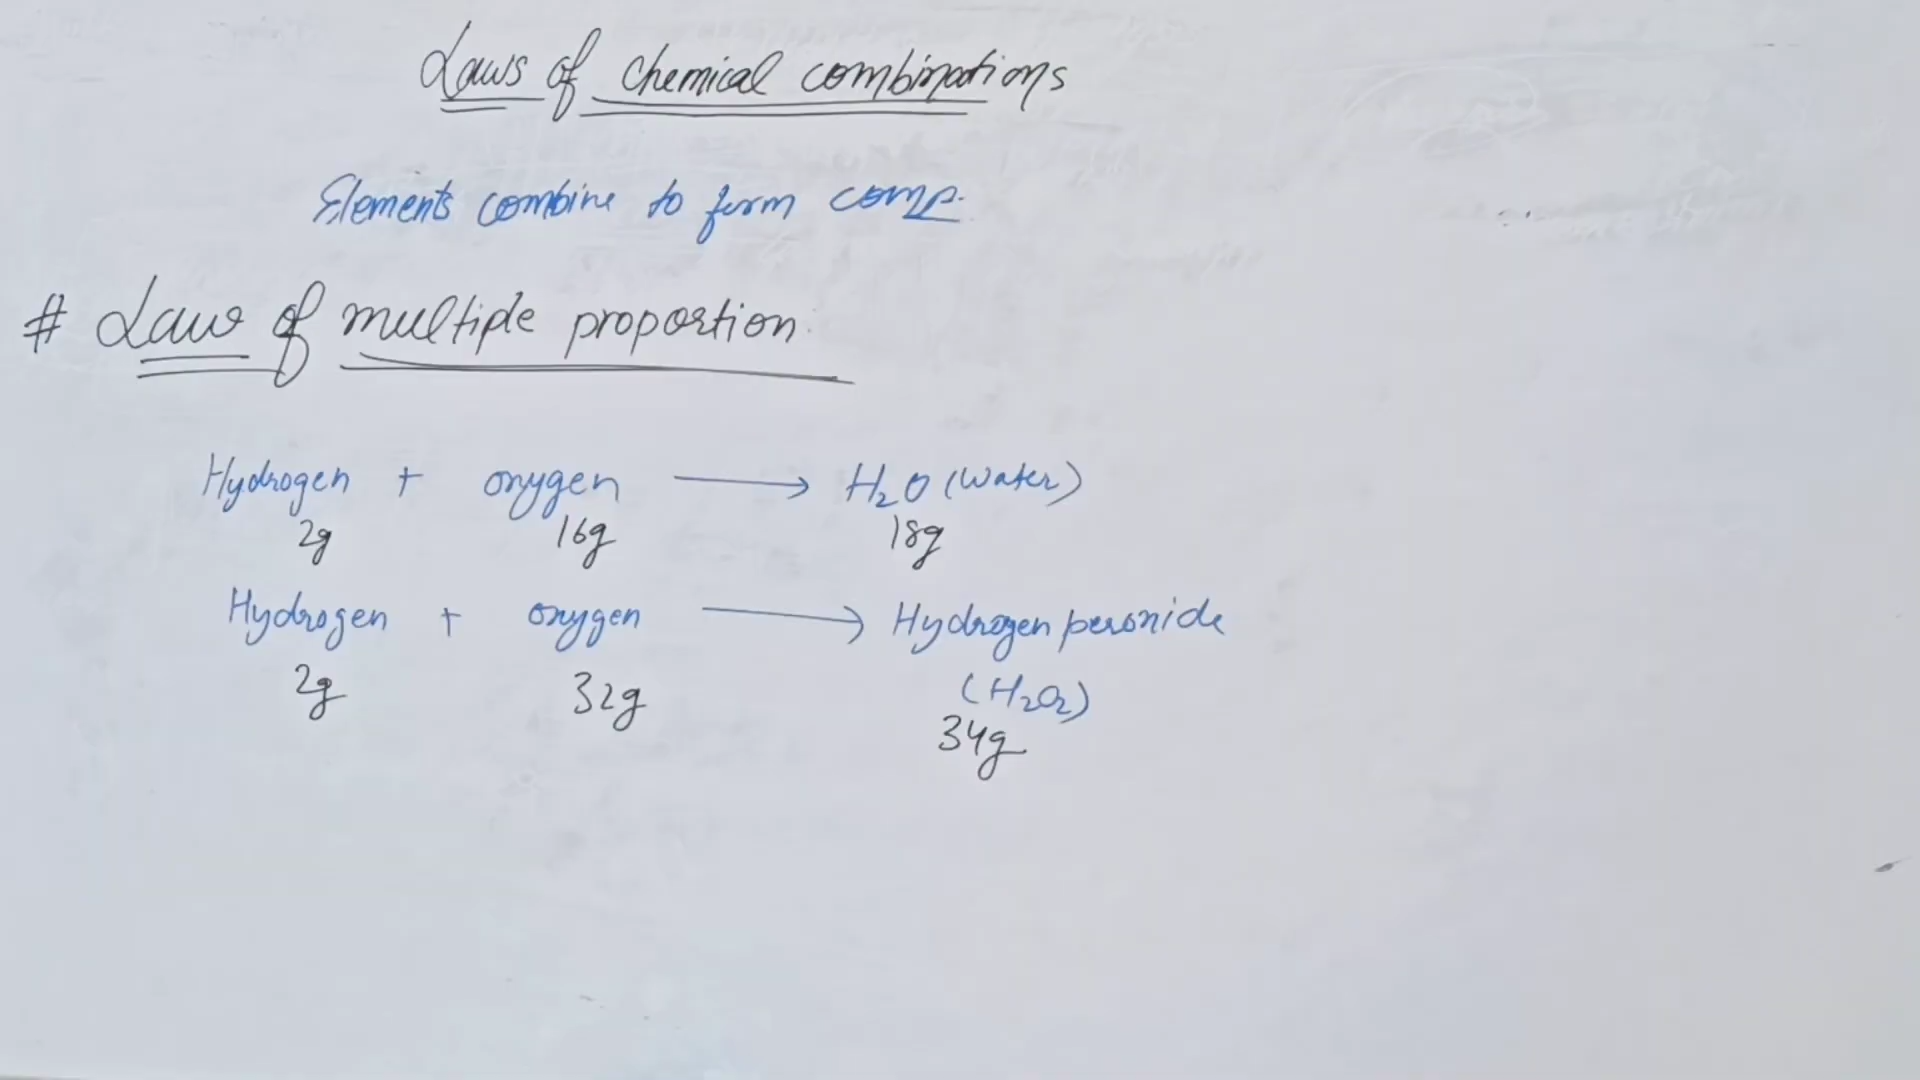 Laws of chemical combinations
Elements combine to form comp.
# Law of multiple proportion
Hydrogen + oxygen ⟶ H₂O (water)
2g 16g 18g
Hydrogen + oxygen ⟶ Hydrogen peroxide
(H₂O₂)
2g 32g 34g